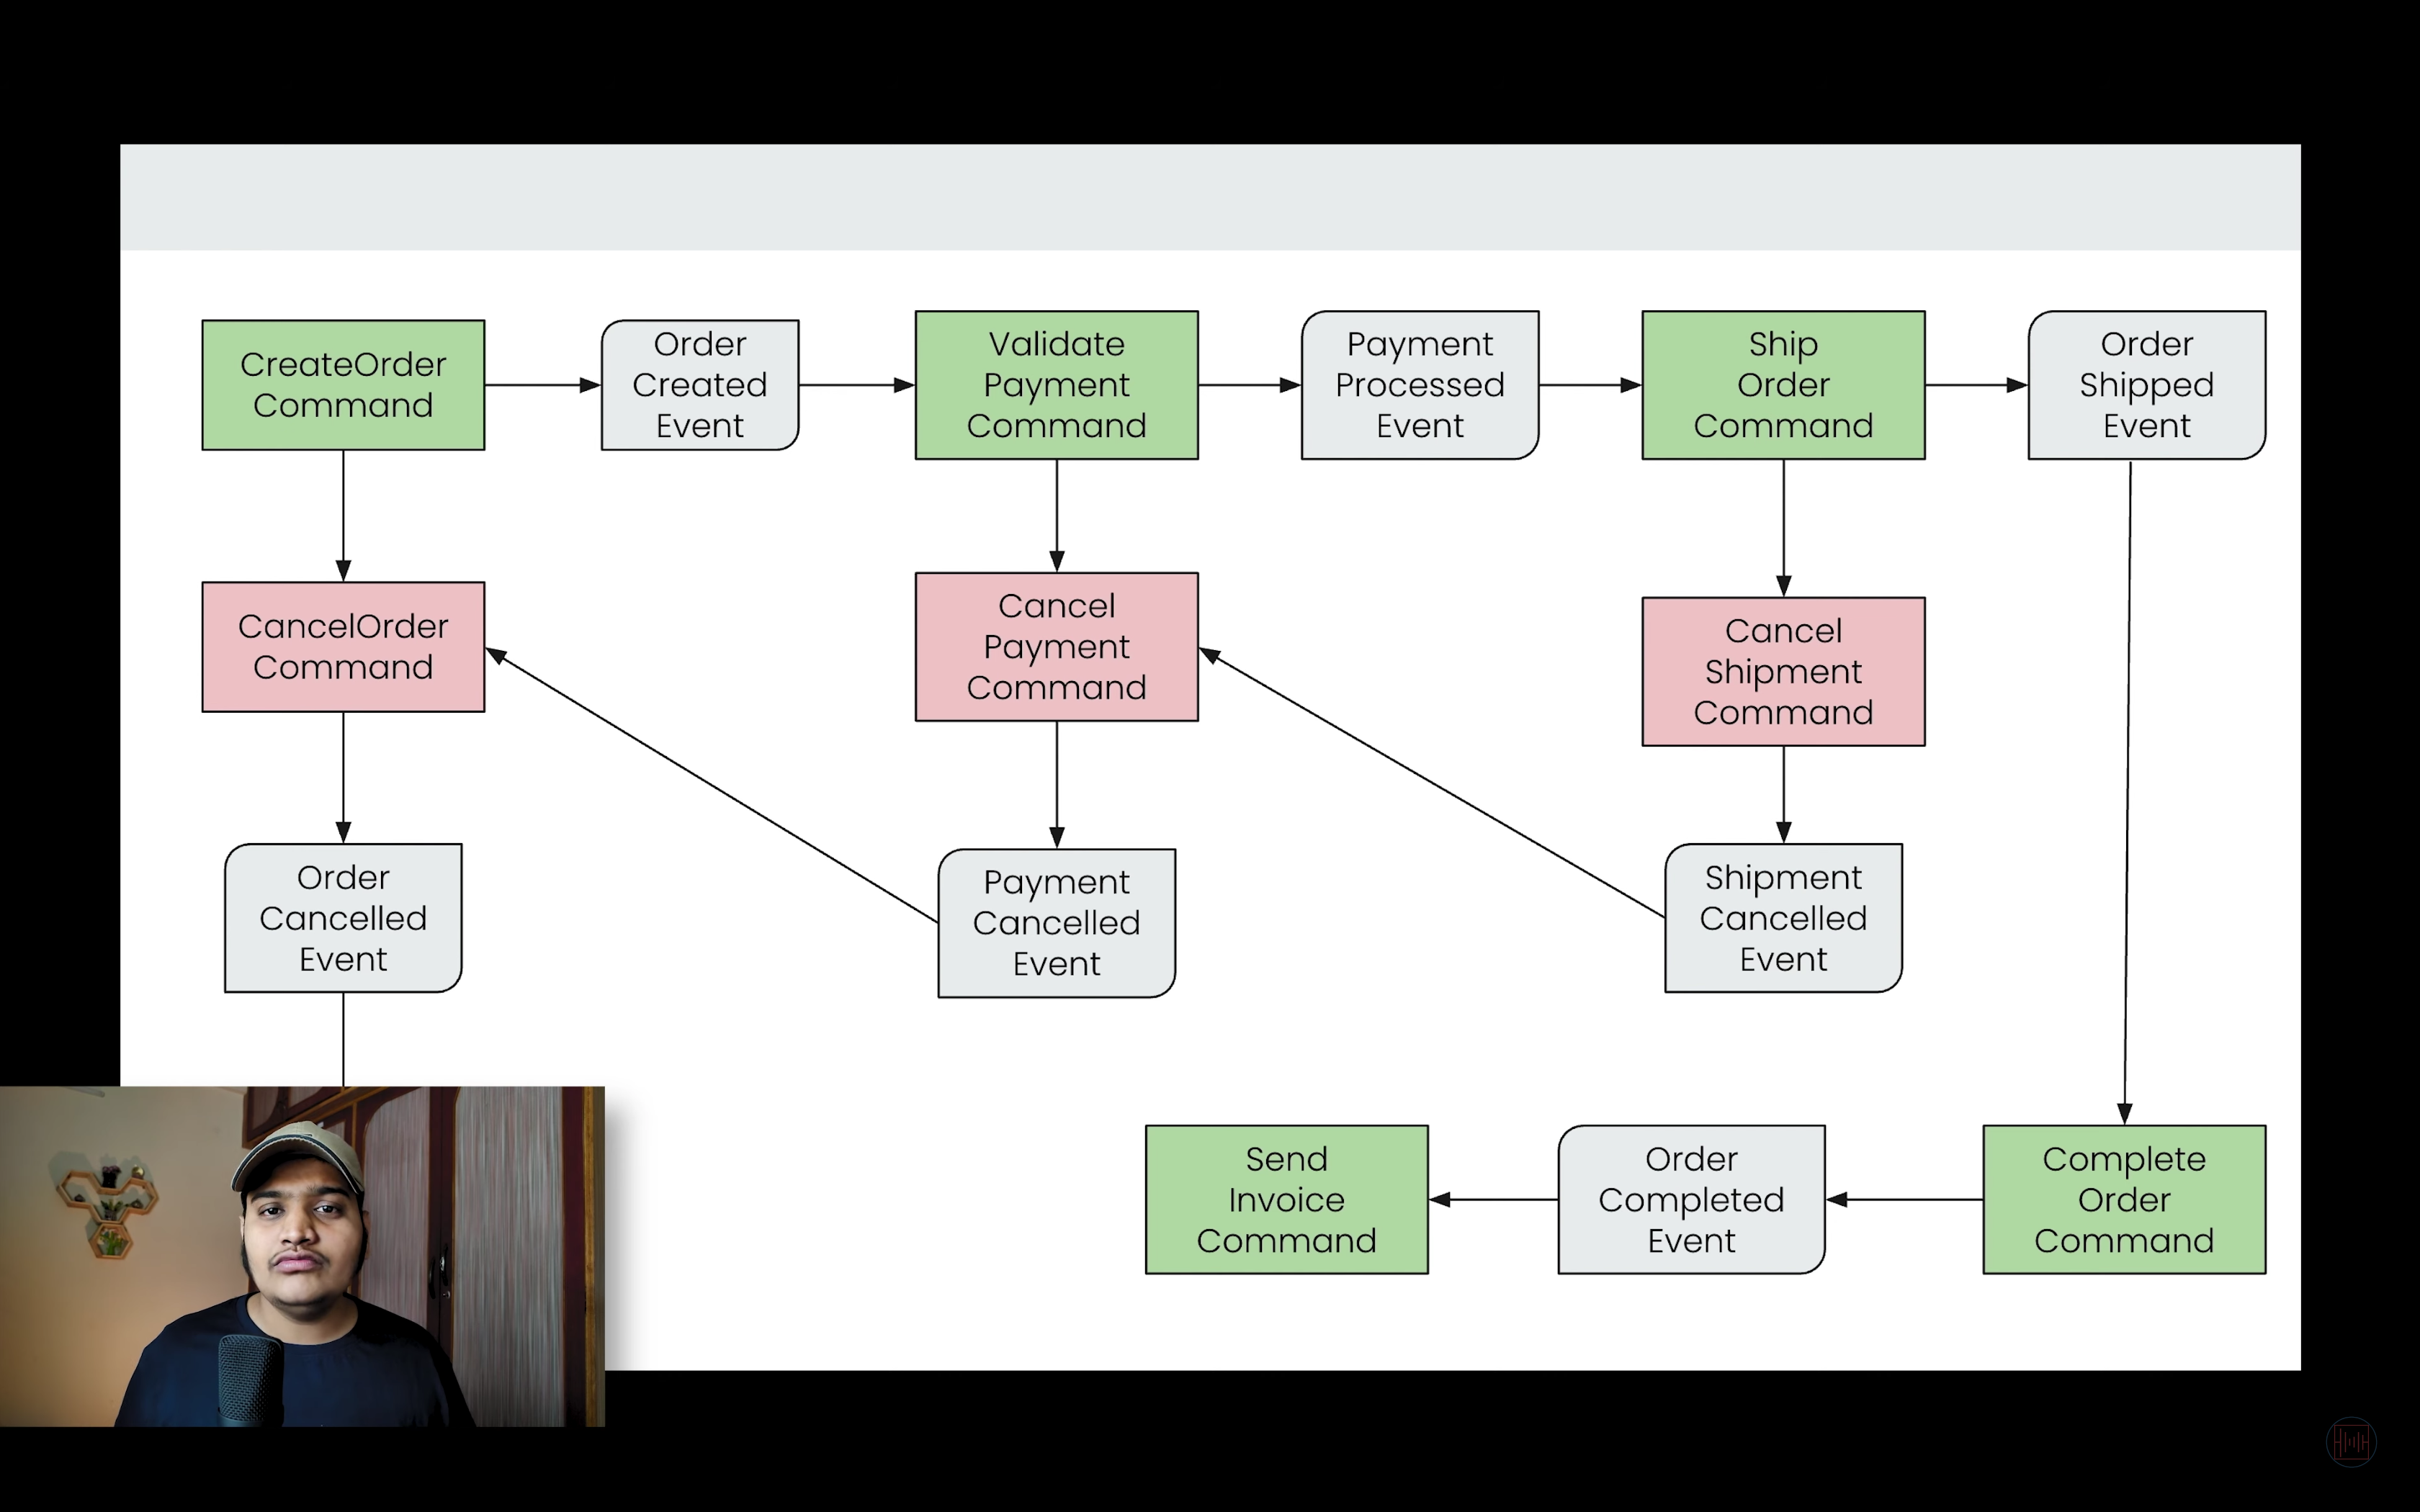 CreateOrder
Command
Order
Created
Event
Validate
Payment
Command
Payment
Processed
Event
Ship
Order
Command
Order
Shipped
Event
CancelOrder
Command
Cancel
Payment
Command
Cancel
Shipment
Command
Order
Cancelled
Event
Payment
Cancelled
Event
Shipment
Cancelled
Event
Send
Invoice
Command
Order
Completed
Event
Complete
Order
Command